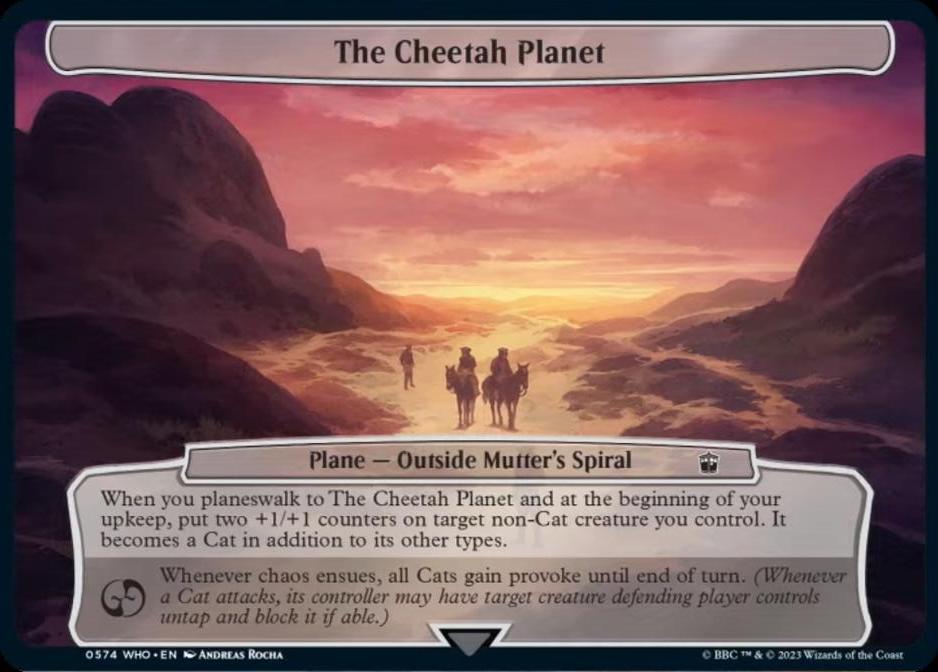 The Cheetah Planet
Plane — Outside Mutter's Spiral
When you planeswalk to The Cheetah Planet and at the beginning of your
upkeep, put two +1/+1 counters on target non-Cat creature you control. It
becomes a Cat in addition to its other types.
Whenever chaos ensues, all Cats gain provoke until end of turn. (Whenever
a Cat attacks, its controller may have target creature defending player controls
untap and block it if able.)
0574 WHO • EN Andreas Rocha
© BBC ™ & © 2023 Wizards of the Coast